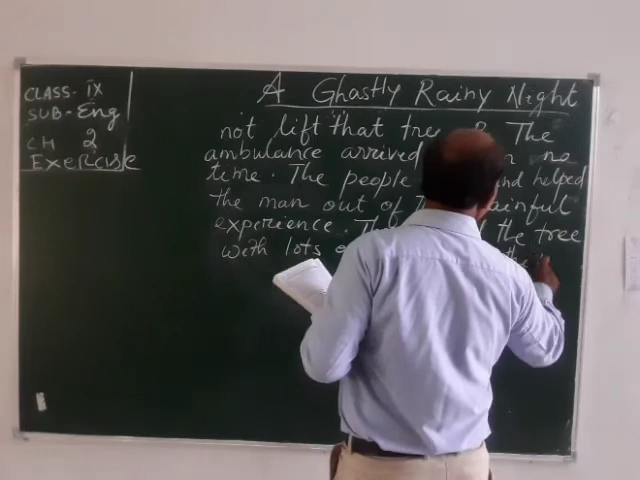 CLASS- IX
SUB- Eng
CH 2
Exercise
A Ghastly Rainy Night
not lift that tree The
ambulance arrived no
time. The people and helped
the man out of
experience. the tree
with lots